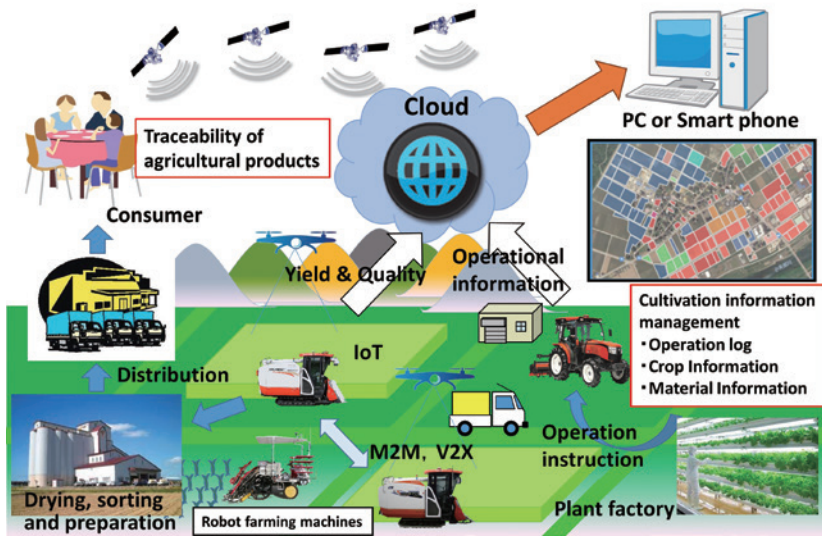 Cloud
PC or Smart phone
Traceability of
agricultural products
Consumer
Yield & Quality
Operational
information
Cultivation information
management
・Operation log
・Crop Information
・Material Information
IoT
Distribution
M2M, V2X
Operation
instruction
Drying, sorting
and preparation
Robot farming machines
Plant factory